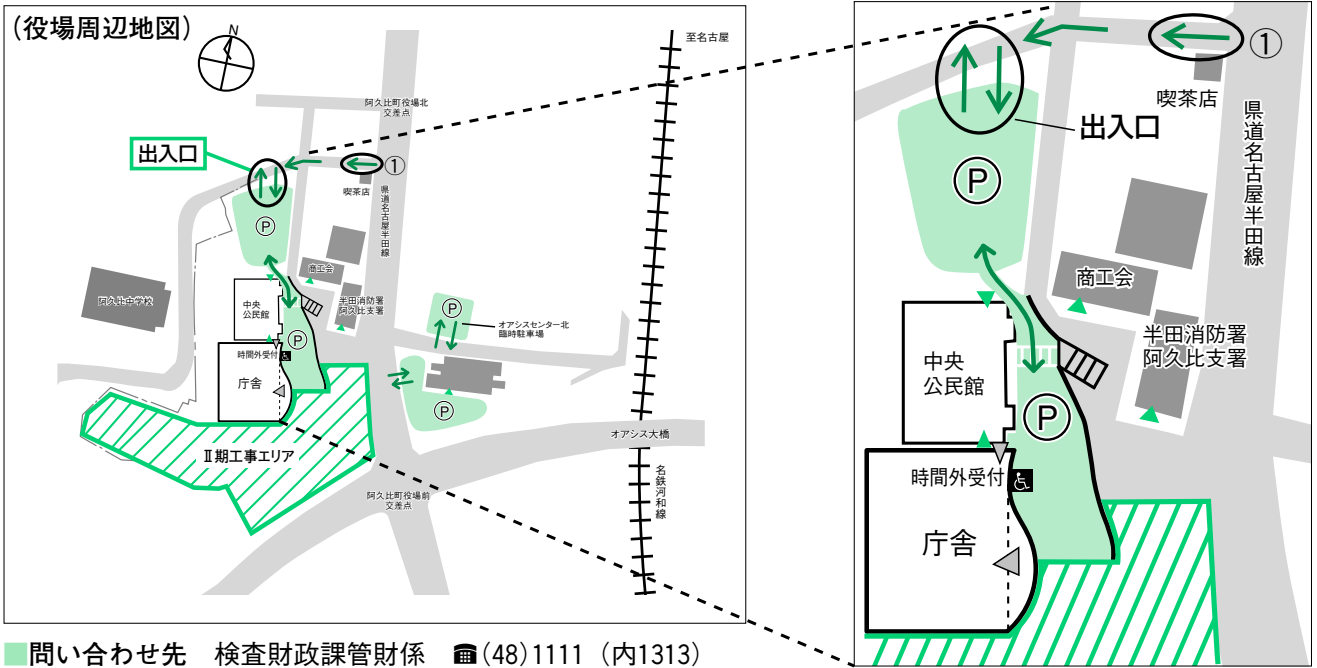 (役場周辺地図)
N
至名古屋
阿久比町役場北
交差点
出入口
①
喫茶店
県道名古屋半田線
P
商工会
阿久比中学校
中央
公民館
半田消防署
阿久比支署
P
P
オアシスセンター北
臨時駐車場
時間外受付
庁舎
P
オアシス大橋
Ⅱ期工事エリア
名鉄河和線
阿久比町役場前
交差点
①
喫茶店
出入口
県道名古屋半田線
P
商工会
半田消防署
阿久比支署
中央
公民館
P
時間外受付
庁舎
問い合わせ先 検査財政課管財係 ☎(48)1111 (内1313)